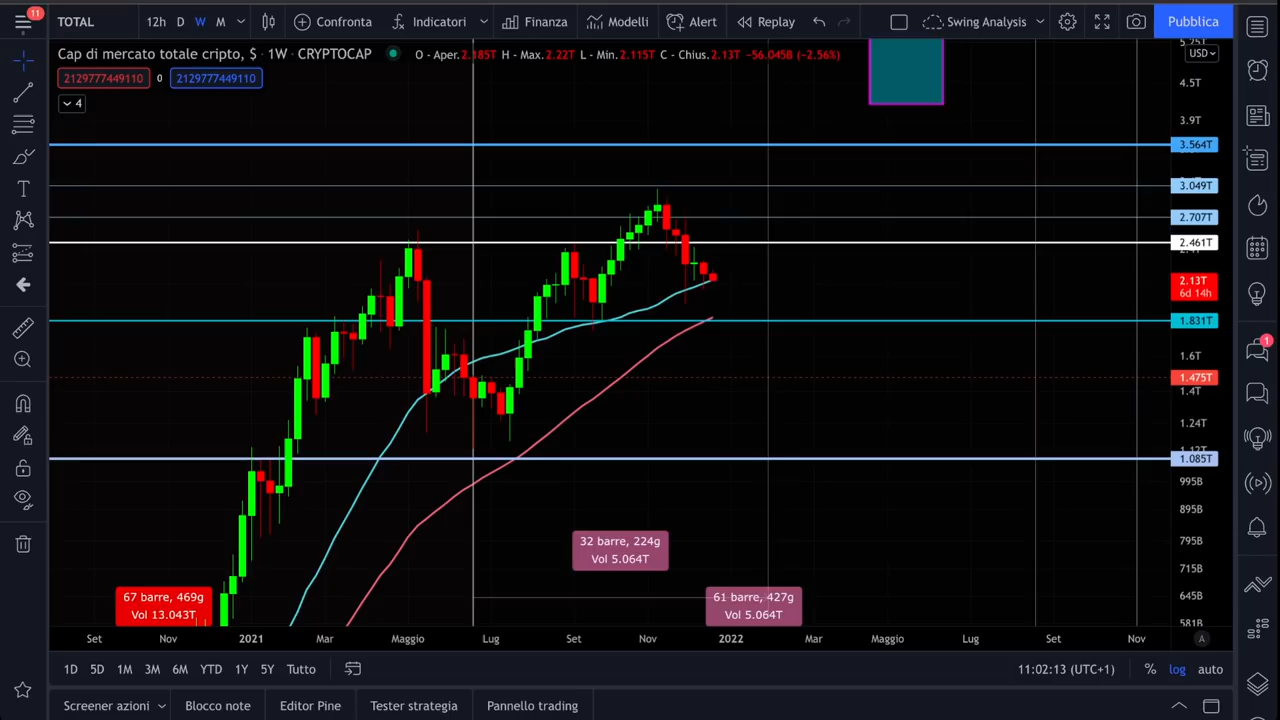 11
TOTAL
12h D W M
Confronta
Indicatori
Finanza
Modelli
Alert
Replay
Swing Analysis
Pubblica
Cap di mercato totale cripto, $ · 1W · CRYPTOCAP
O - Aper. 2.185T H - Max. 2.22T L - Min. 2.115T C - Chius. 2.13T -56.045B (-2.56%)
USD
2129777449110 0 2129777449110
4
4.5T
3.9T
3.564T
3.049T
2.707T
2.461T
2.13T
6d 14h
1.831T
1.6T
1
1.475T
1.4T
1.24T
1.085T
995B
895B
795B
715B
645B
581B
32 barre, 224g
Vol 5.064T
67 barre, 469g
Vol 13.043T
61 barre, 427g
Vol 5.064T
Set Nov 2021 Mar Maggio Lug Set Nov 2022 Mar Maggio Lug Set Nov
A
1D 5D 1M 3M 6M YTD 1Y 5Y Tutto
11:02:13 (UTC+1) % log auto
Screener azioni Blocco note Editor Pine Tester strategia Pannello trading